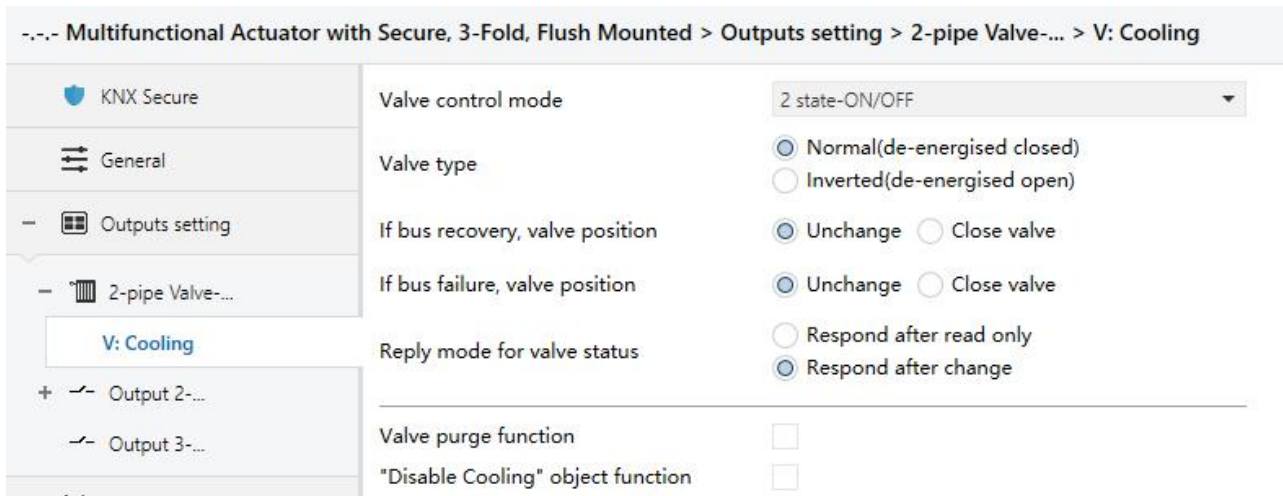 -.-.- Multifunctional Actuator with Secure, 3-Fold, Flush Mounted > Outputs setting > 2-pipe Valve-... > V: Cooling
KNX Secure
General
Outputs setting
2-pipe Valve-...
V: Cooling
Output 2-...
Output 3-...
Valve control mode 2 state-ON/OFF
Valve type Normal(de-energised closed)
Inverted(de-energised open)
If bus recovery, valve position Unchange Close valve
If bus failure, valve position Unchange Close valve
Reply mode for valve status Respond after read only
Respond after change
Valve purge function
"Disable Cooling" object function